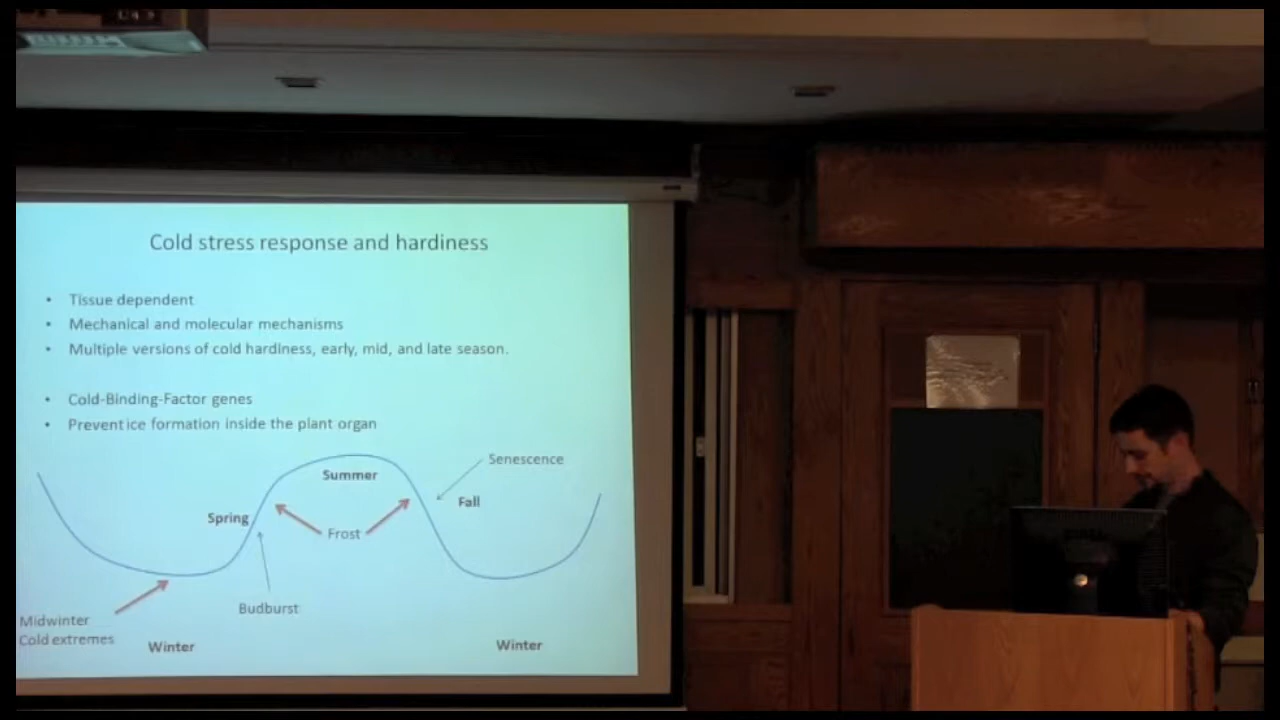 Cold stress response and hardiness
• Tissue dependent
• Mechanical and molecular mechanisms
• Multiple versions of cold hardiness, early, mid, and late season.
• Cold-Binding-Factor genes
• Prevent ice formation inside the plant organ
Senescence
Summer
Fall
Spring
Frost
Budburst
Midwinter
Cold extremes
Winter
Winter